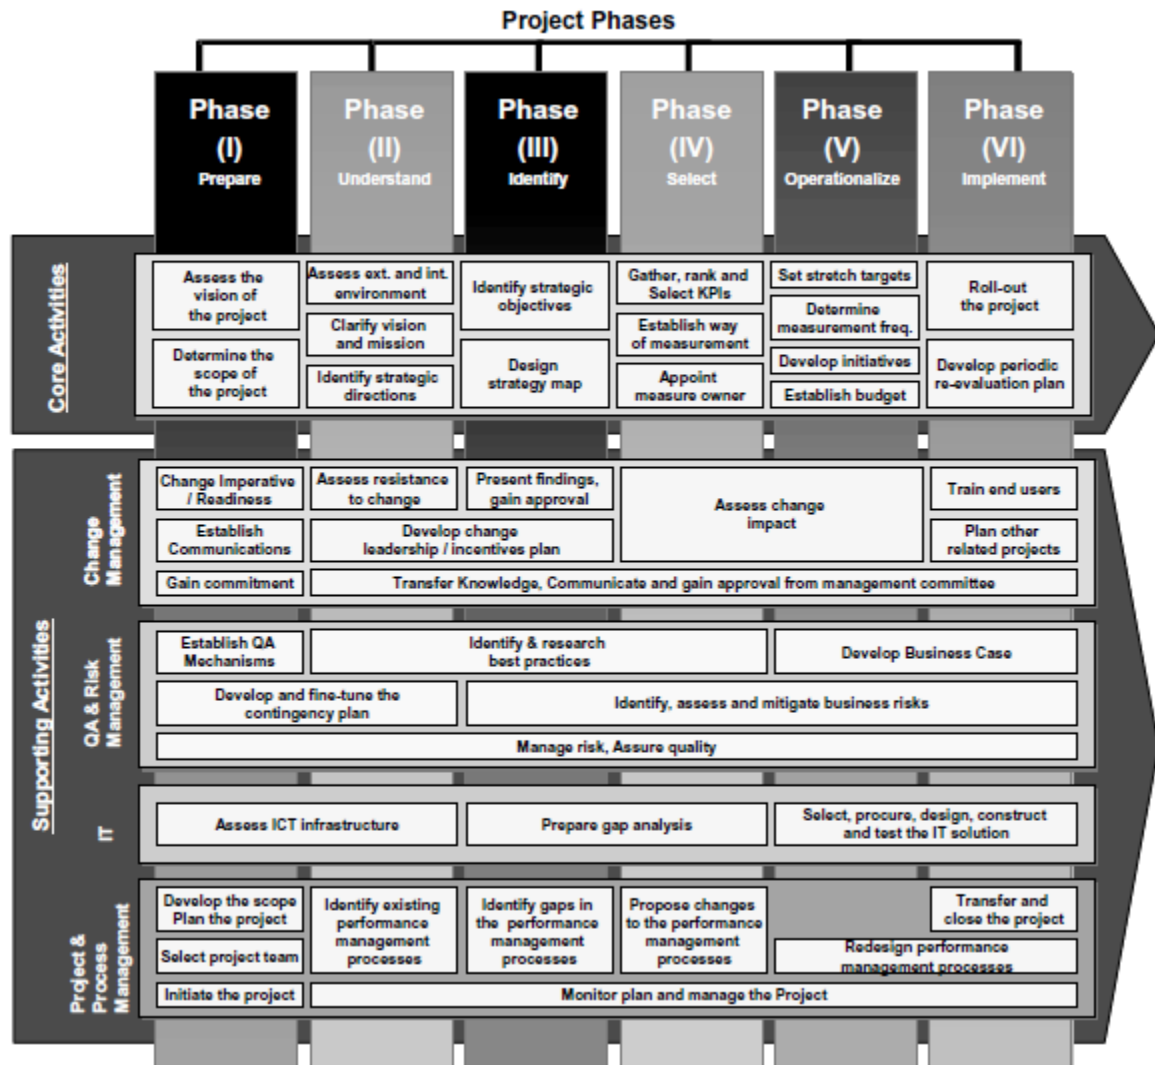 Project Phases
Phase
(I)
Prepare
Phase
(II)
Understand
Phase
(III)
Identify
Phase
(IV)
Select
Phase
(V)
Operationalize
Phase
(VI)
Implement
Core Activities
Assess the
vision of
the project
Determine the
scope of
the project
Assess ext. and int.
environment
Clarify vision
and mission
Identify strategic
directions
Identify strategic
objectives
Design
strategy map
Gather, rank and
Select KPIs
Establish way
of measurement
Appoint
measure owner
Set stretch targets
Determine
measurement freq.
Develop initiatives
Establish budget
Roll-out
the project
Develop periodic
re-evaluation plan
Supporting Activities
Change
Management
Change Imperative
/ Readiness
Assess resistance
to change
Present findings,
gain approval
Assess change
impact
Train end users
Establish
Communications
Develop change
leadership / incentives plan
Plan other
related projects
Gain commitment
Transfer Knowledge, Communicate and gain approval from management committee
QA & Risk
Management
Establish QA
Mechanisms
Identify & research
best practices
Develop Business Case
Develop and fine-tune the
contingency plan
Identify, assess and mitigate business risks
Manage risk, Assure quality
IT
Assess ICT infrastructure
Prepare gap analysis
Select, procure, design, construct
and test the IT solution
Project &
Process
Management
Develop the scope
Plan the project
Select project team
Initiate the project
Identify existing
performance
management
processes
Identify gaps in
the performance
management
processes
Propose changes
to the performance
management
processes
Transfer and
close the project
Redesign performance
management processes
Monitor plan and manage the Project